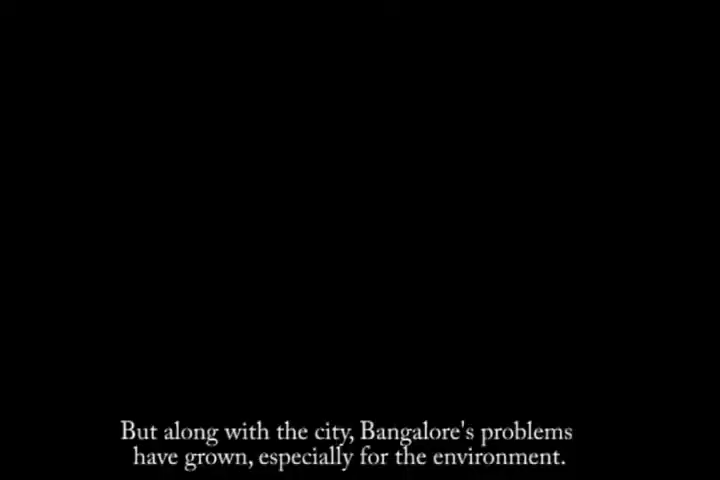 But along with the city, Bangalore's problems
have grown, especially for the environment.